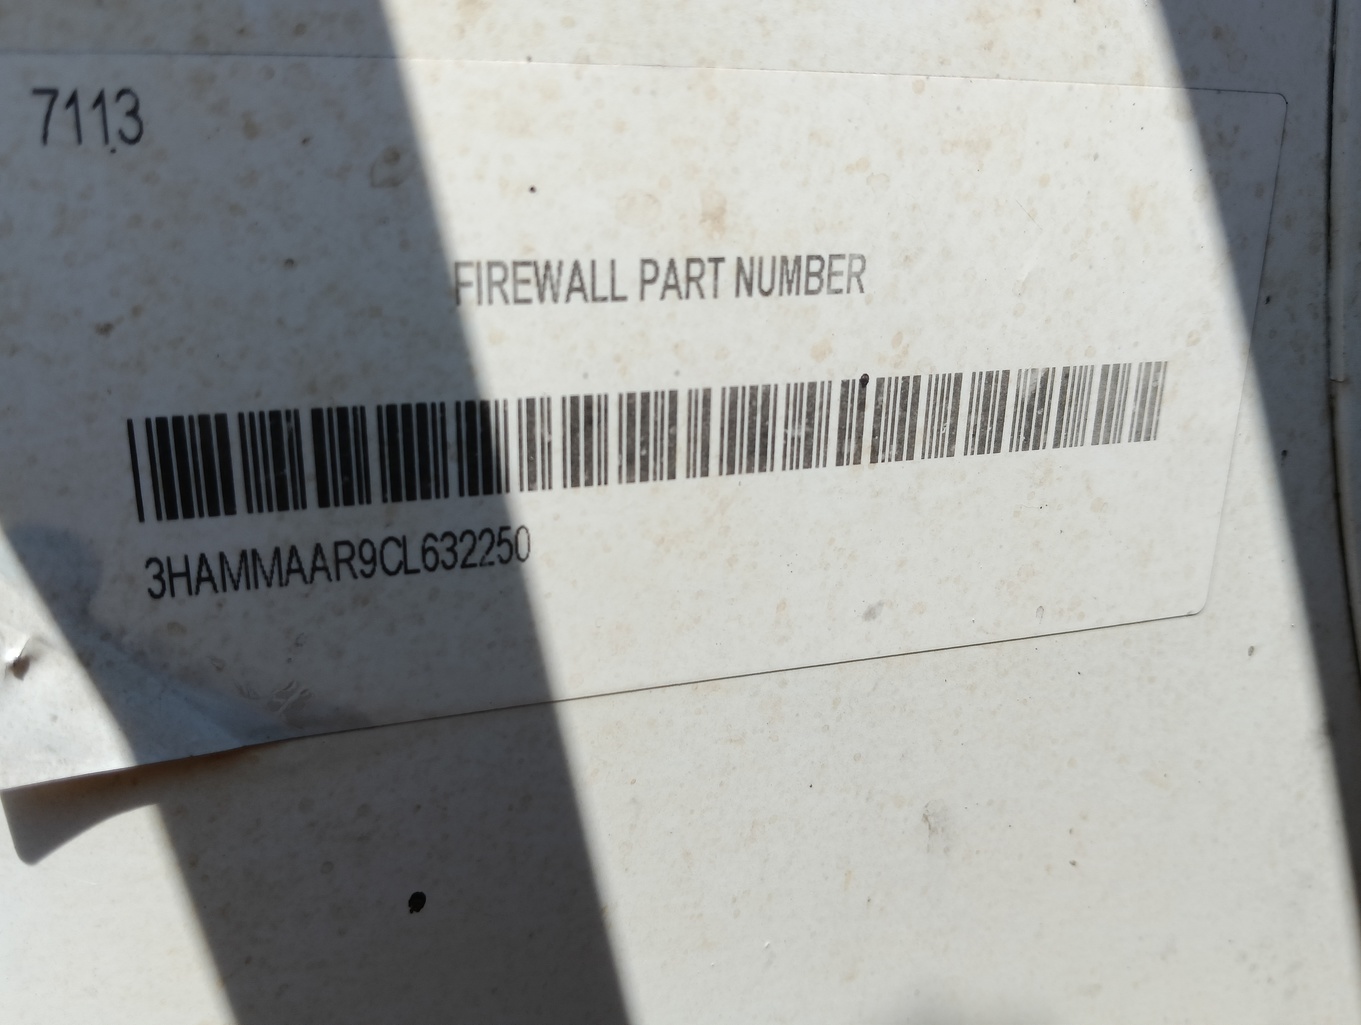 7113
FIREWALL PART NUMBER
3HAMMAAR9CL632250